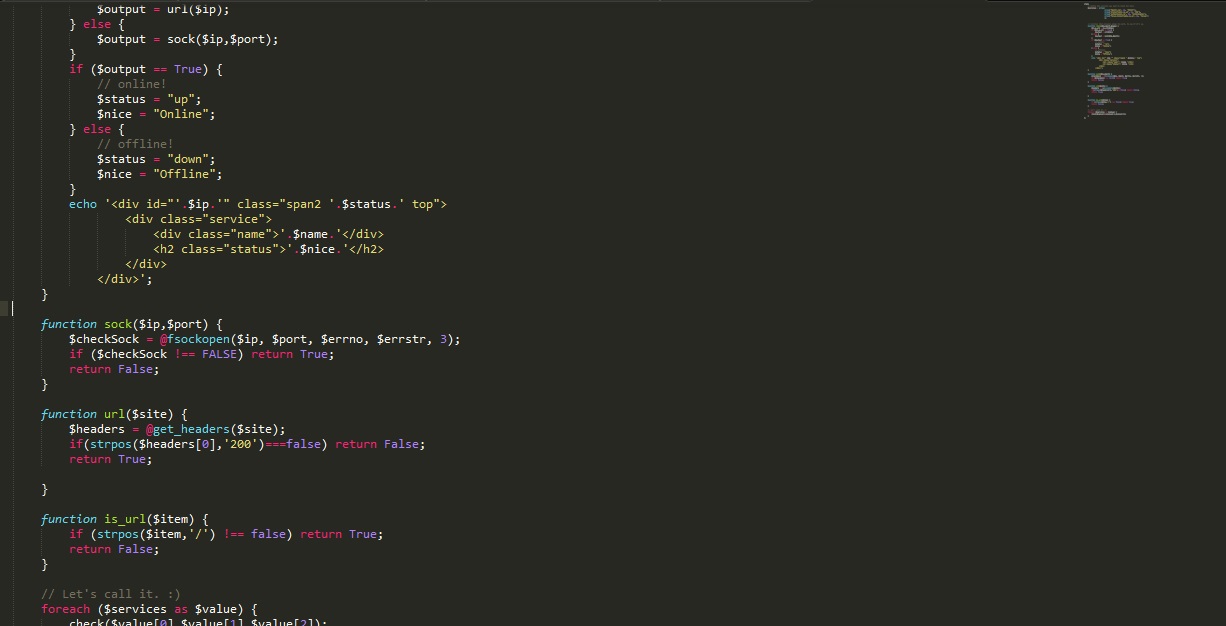 $output = url($ip);
} else {
$output = sock($ip,$port);
}
if ($output == True) {
// online!
$status = "up";
$nice = "Online";
} else {
// offline!
$status = "down";
$nice = "Offline";
}
echo '<div id="'.$ip.'" class="span2 '.$status.' top">
<div class="service">
<div class="name">'.$name.'</div>
<h2 class="status">'.$nice.'</h2>
</div>
</div>';
}
function sock($ip,$port) {
$checkSock = @fsockopen($ip, $port, $errno, $errstr, 3);
if ($checkSock !== FALSE) return True;
return False;
}
function url($site) {
$headers = @get_headers($site);
if(strpos($headers[0],'200')===false) return False;
return True;
}
function is_url($item) {
if (strpos($item,'/') !== false) return True;
return False;
}
// Let's call it. :)
foreach ($services as $value) {
check($value[0],$value[1],$value[2]);